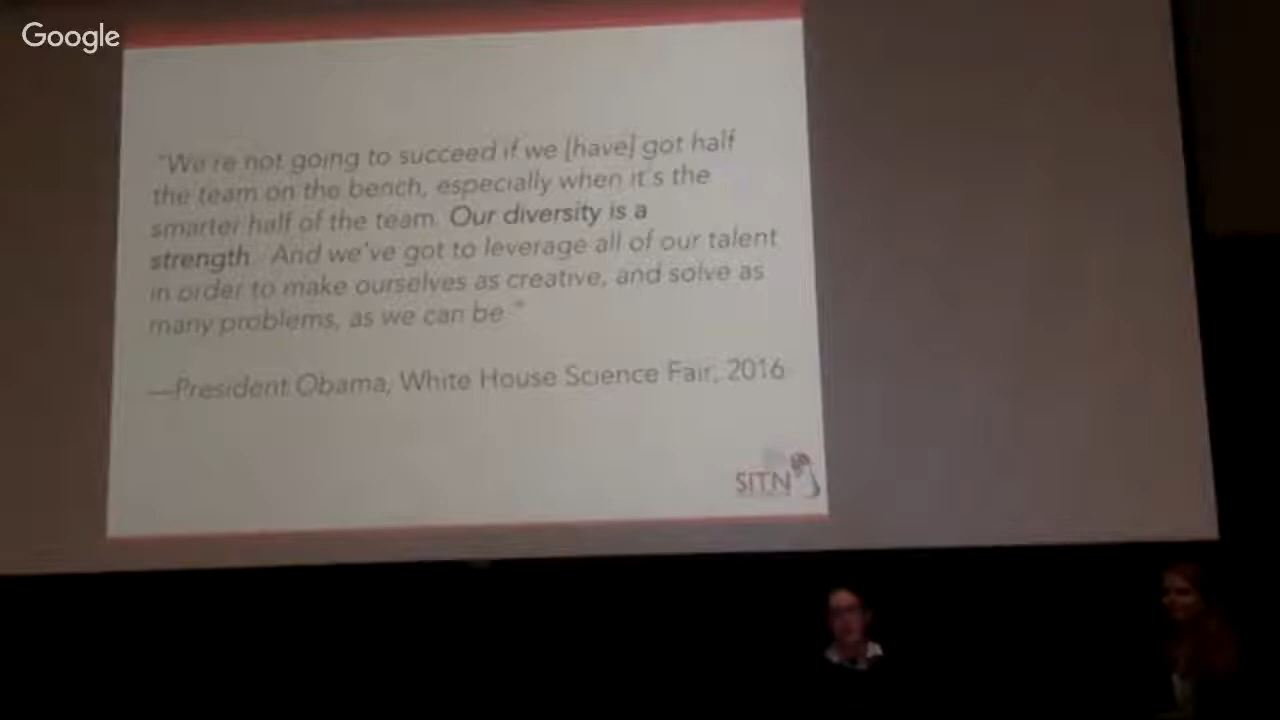 Google
"We're not going to succeed if we [have] got half
the team on the bench, especially when it's the
smarter half of the team. Our diversity is a
strength. And we've got to leverage all of our talent
in order to make ourselves as creative, and solve as
many problems, as we can be."
—President Obama, White House Science Fair, 2016
SITN